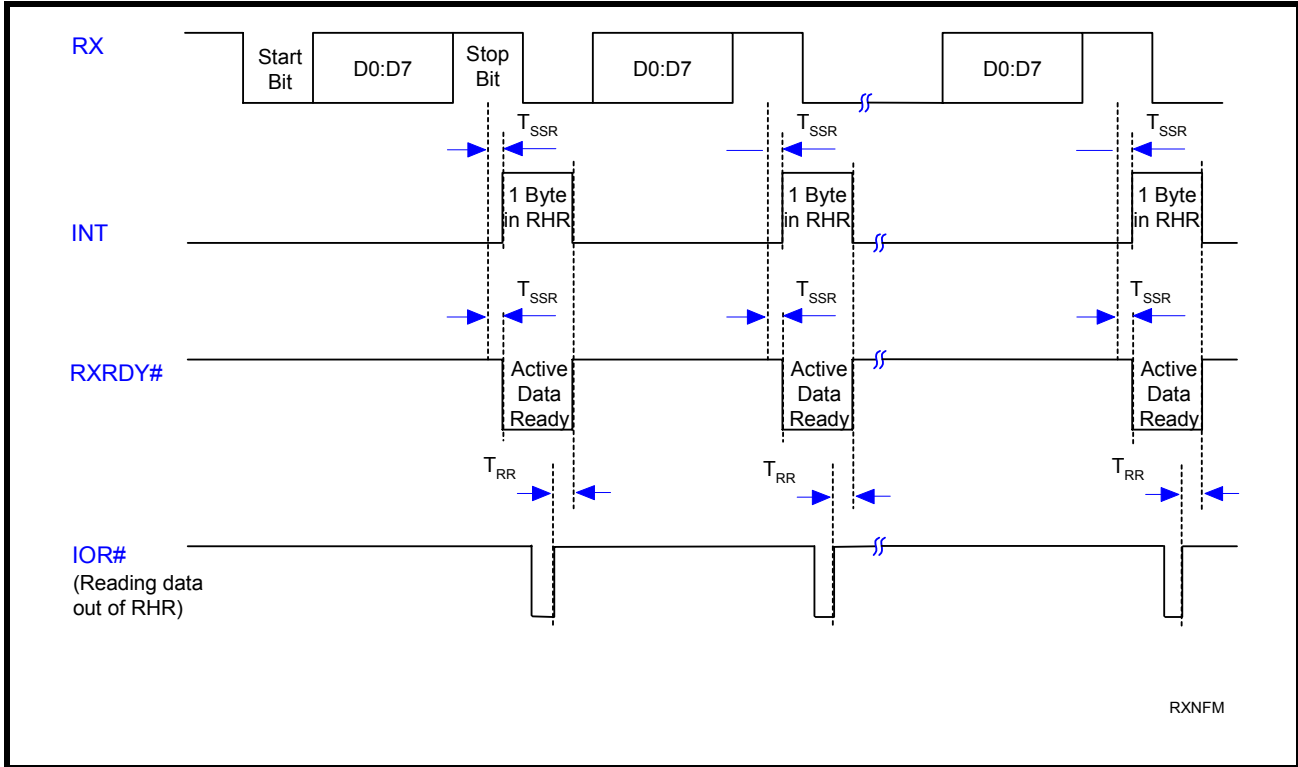 RX
Start
Bit
D0:D7
Stop
Bit
D0:D7
D0:D7
TSSR
TSSR
TSSR
INT
1 Byte
in RHR
1 Byte
in RHR
1 Byte
in RHR
TSSR
TSSR
TSSR
RXRDY#
Active
Data
Ready
Active
Data
Ready
Active
Data
Ready
TRR
TRR
TRR
IOR#
(Reading data
out of RHR)
RXNFM